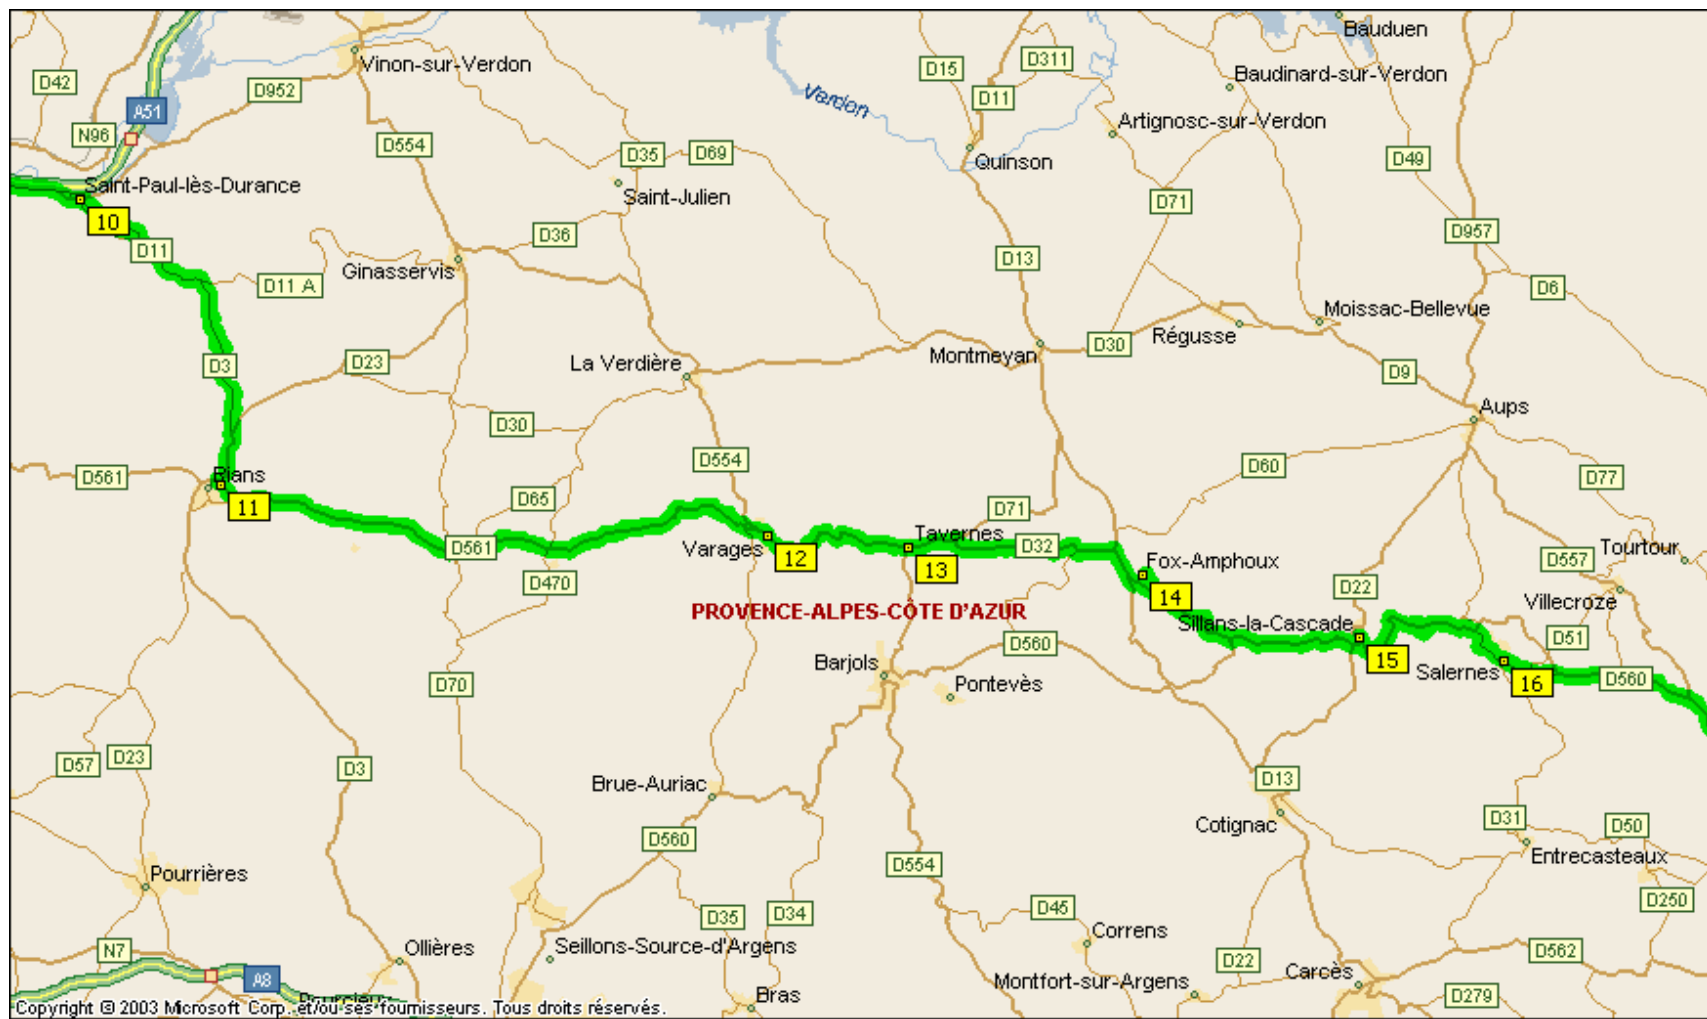 Bauduen
Vinon-sur-Verdon
D15
D311
Baudinard-sur-Verdon
D42
D952
Verdon
D11
A51
N96
D554
Artignosc-sur-Verdon
D35
D69
Quinson
D49
Saint-Paul-lès-Durance
Saint-Julien
D71
10
D36
D957
D11
Ginasservis
D13
D11 A
D6
Moissac-Bellevue
Régusse
D3
D23
La Verdière
Montmeyan
D30
D9
Aups
D30
D554
D60
D561
Rians
D77
11
D65
D71
Tavernes
D561
Varages
12
D32
13
Fox-Amphoux
D557
Tourtour
D470
14
D22
PROVENCE-ALPES-CÔTE D'AZUR
Villecroze
Sillans-la-Cascade
D51
D560
15
Barjols
Salernes
D70
Pontevès
16
D560
D57
D23
D3
Brue-Auriac
D13
D560
Cotignac
D31
D50
Entrecasteaux
Pourrières
D554
D35
D34
D45
D250
N7
Ollières
Seillons-Source-d'Argens
Correns
D22
D562
A8
Montfort-sur-Argens
Carcès
Bras
D279
Copyright © 2003 Microsoft Corp. et/ou ses fournisseurs. Tous droits réservés.